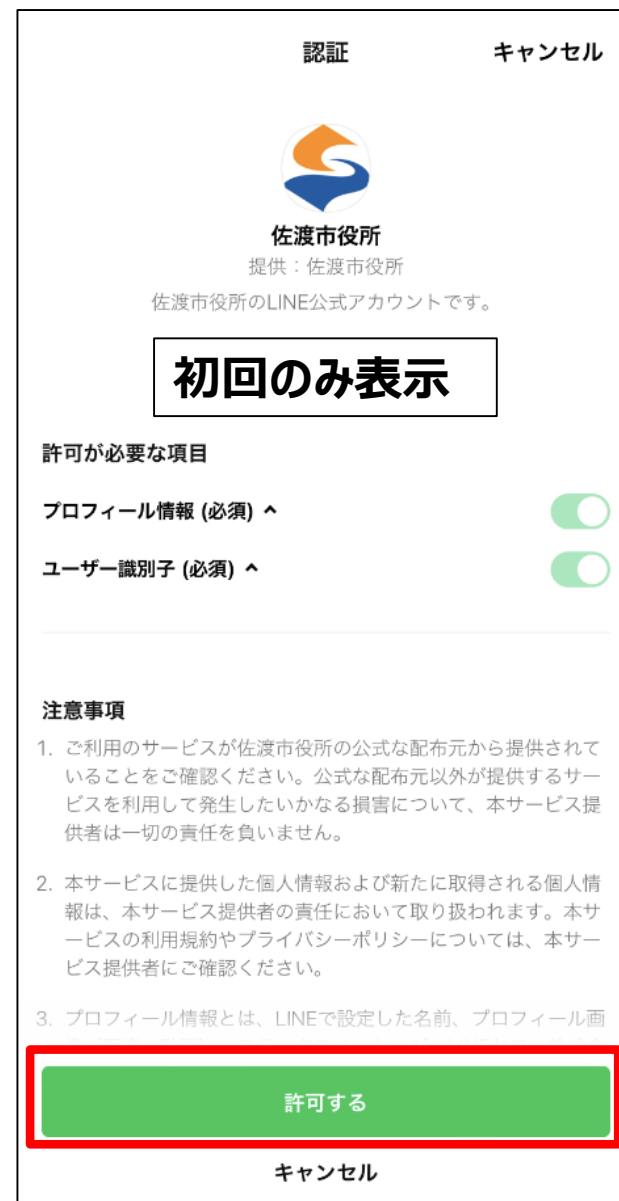 認証
キャンセル
佐渡市役所
提供：佐渡市役所
佐渡市役所のLINE公式アカウントです。
初回のみ表示
許可が必要な項目
プロフィール情報 (必須)
ユーザー識別子 (必須)
注意事項
1. ご利用のサービスが佐渡市役所の公式な配布元から提供されて
いることをご確認ください。公式な配布元以外が提供するサー
ビスを利用して発生したいかなる損害について、本サービス提
供者は一切の責任を負いません。
2. 本サービスに提供した個人情報および新たに取得される個人情
報は、本サービス提供者の責任において取り扱われます。本サ
ービスの利用規約やプライバシーポリシーについては、本サー
ビス提供者にご確認ください。
3. プロフィール情報とは、LINEで設定した名前、プロフィール画
許可する
キャンセル